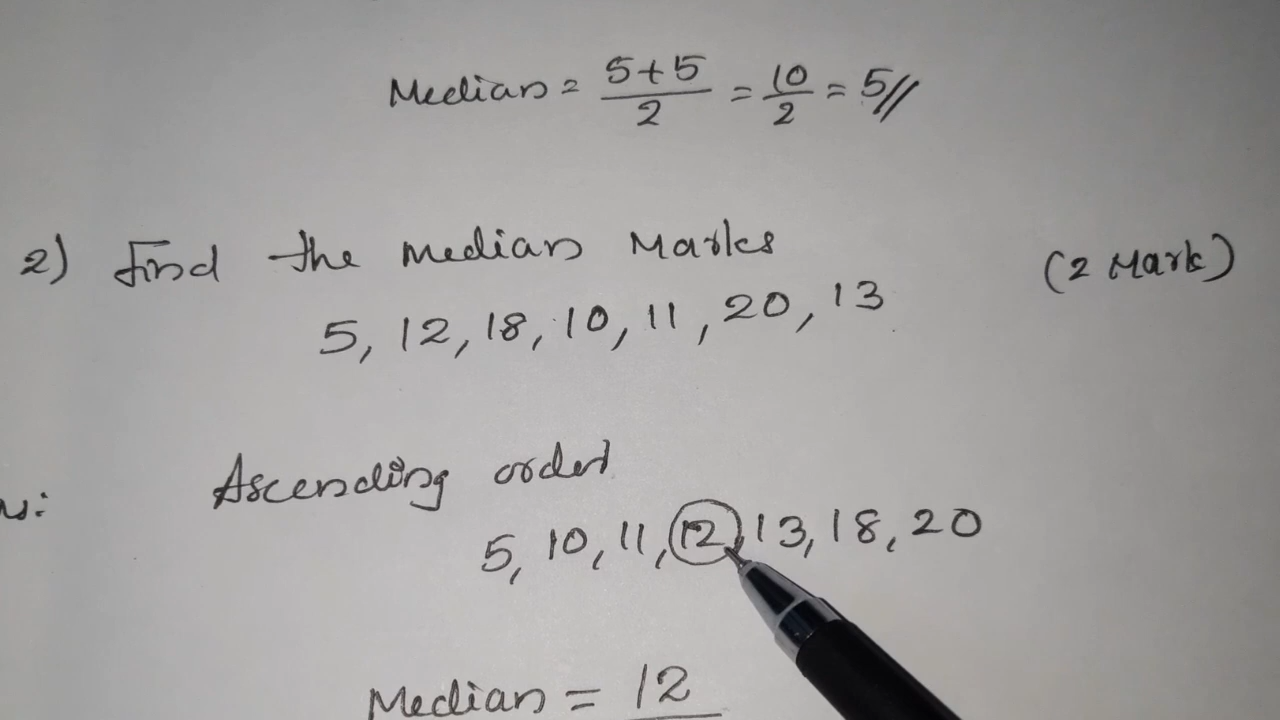 Median = 5+5/2 = 10/2 = 5//
2) Find the median Marks (2 Mark)
5, 12, 18, 10, 11, 20, 13
Ascending order
5, 10, 11, 12, 13, 18, 20
Median = 12